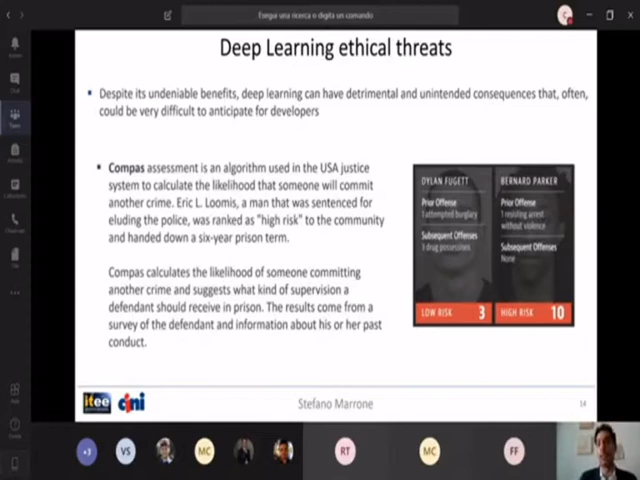 Esegui una ricerca o digita un comando
C
Deep Learning ethical threats
Despite its undeniable benefits, deep learning can have detrimental and unintended consequences that, often,
could be very difficult to anticipate for developers
Compas assessment is an algorithm used in the USA justice
system to calculate the likelihood that someone will commit
another crime. Eric L. Loomis, a man that was sentenced for
eluding the police, was ranked as "high risk" to the community
and handed down a six-year prison term.
Compas calculates the likelihood of someone committing
another crime and suggests what kind of supervision a
defendant should receive in prison. The results come from a
survey of the defendant and information about his or her past
conduct.
DYLAN FUGETT
Prior Offense
1 attempted burglary
Subsequent Offenses
3 drug possessions
LOW RISK 3
BERNARD PARKER
Prior Offense
1 resisting arrest
without violence
Subsequent Offenses
None
HIGH RISK 10
itee
cini
Stefano Marrone
14
+3
VS
MC
RT
MC
FF